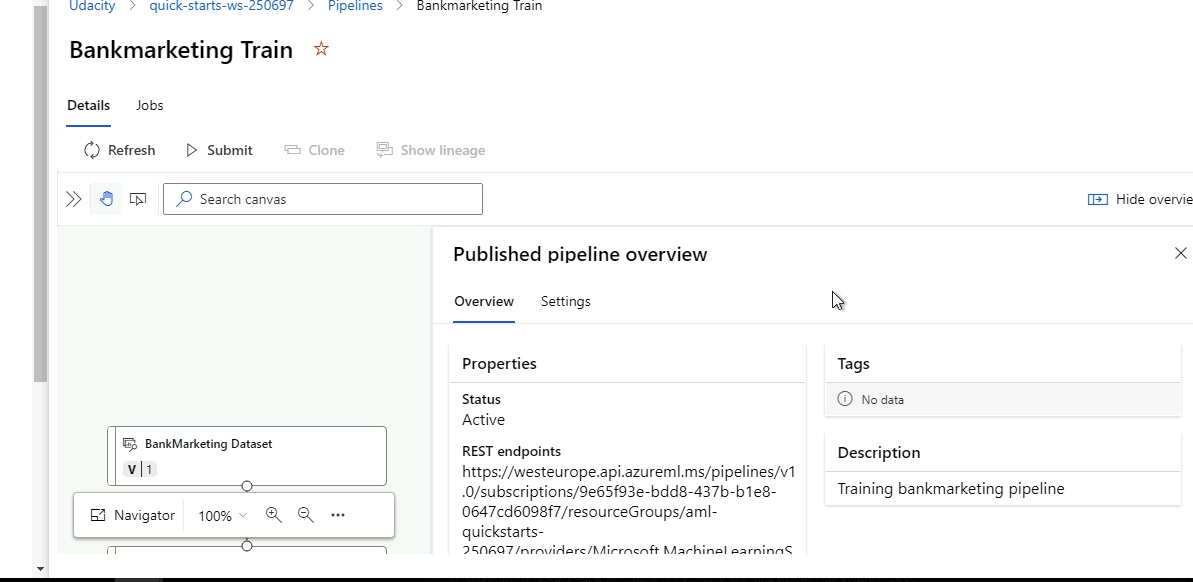 Udacity > quick-starts-ws-250697 > Pipelines > Bankmarketing Train
Bankmarketing Train
Details Jobs
Refresh Submit Clone Show lineage
Search canvas
Hide overvie
Published pipeline overview
Overview Settings
Properties
Status
Active
REST endpoints
https://westeurope.api.azureml.ms/pipelines/v1
.0/subscriptions/9e65f93e-bdd8-437b-b1e8-
0647cd6098f7/resourceGroups/aml-
quickstarts-
250697/providers/Microsoft.MachineLearningS
Tags
No data
Description
Training bankmarketing pipeline
BankMarketing Dataset
V | 1
Navigator 100%